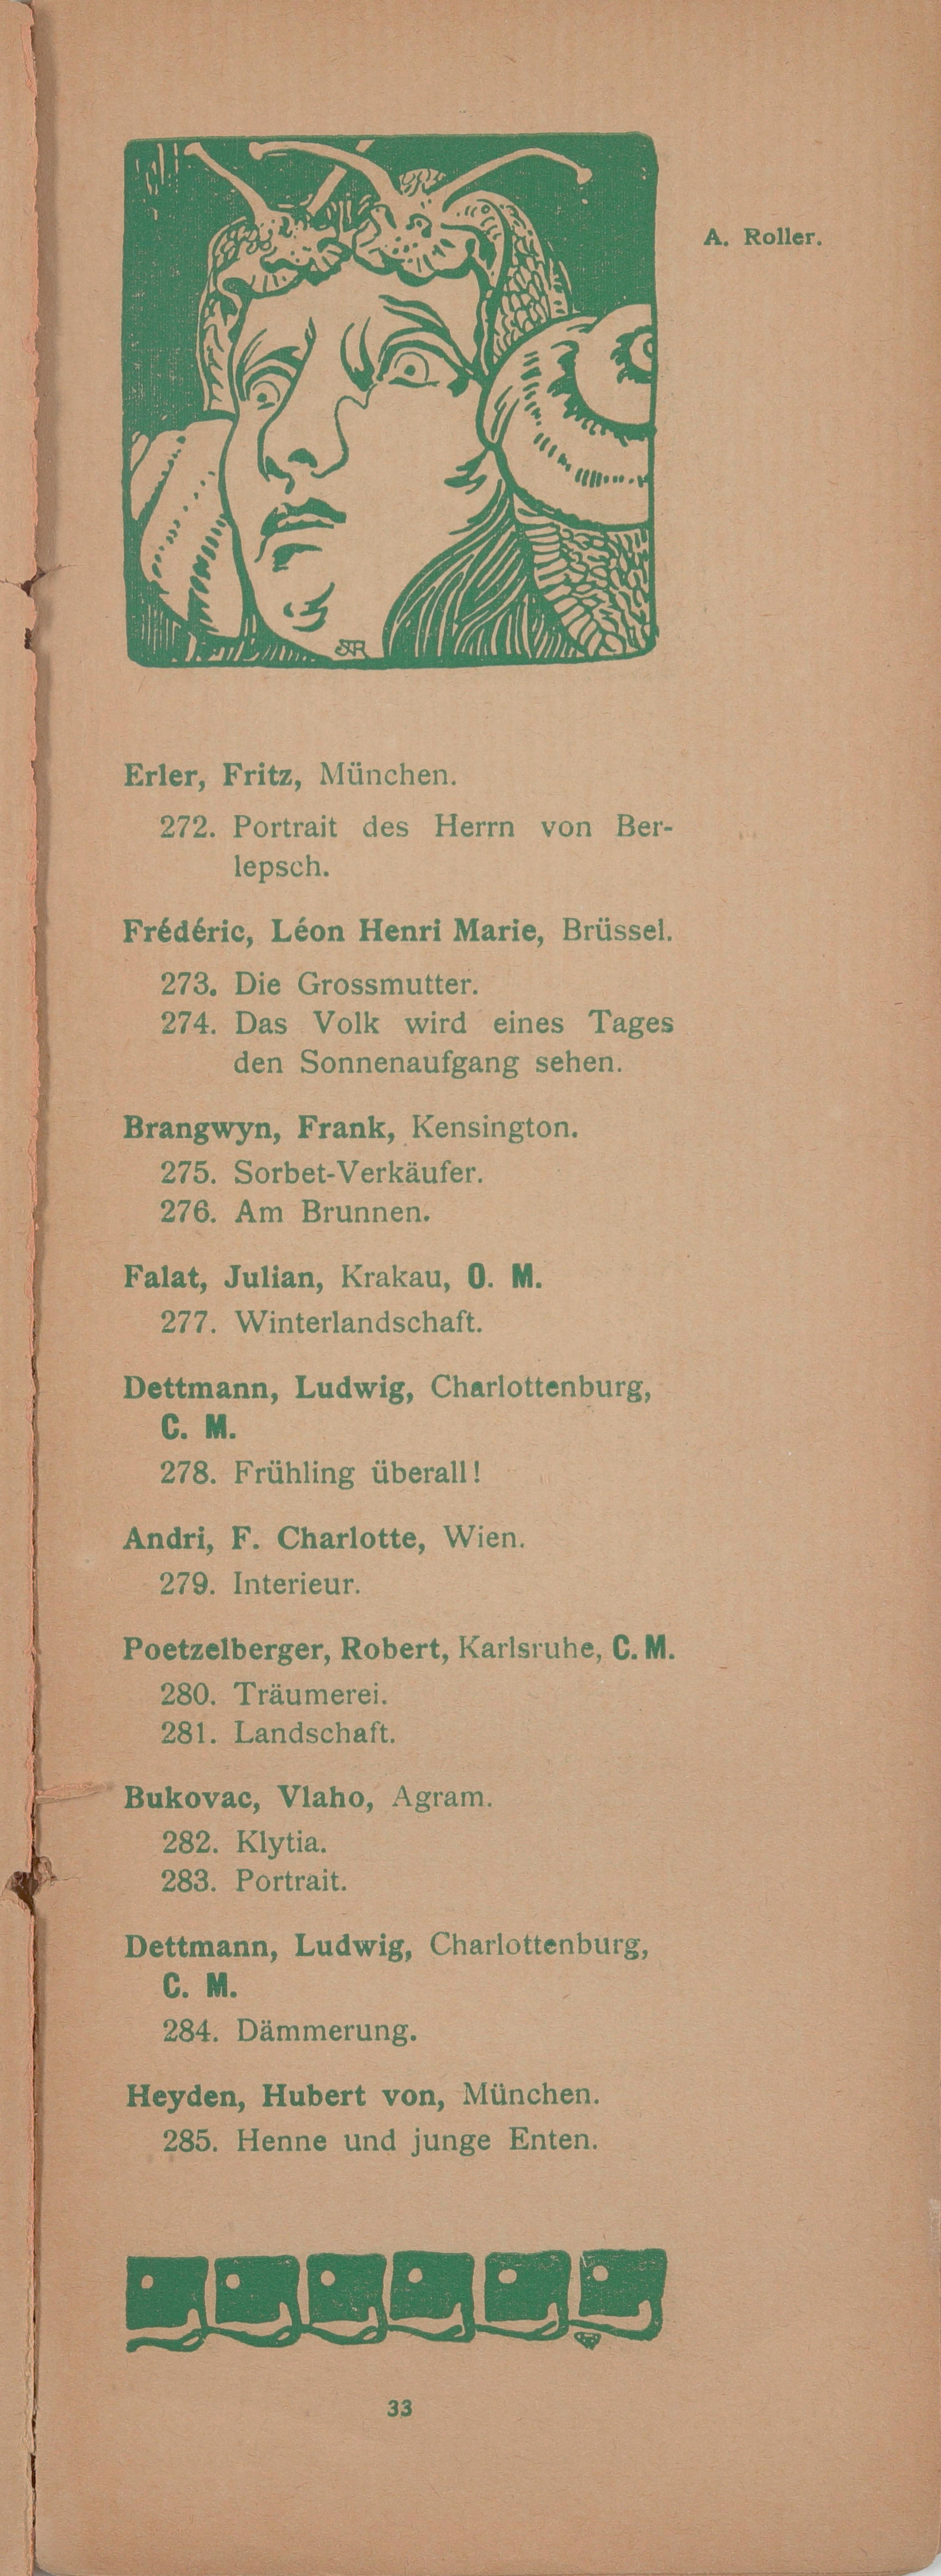 A. Roller.
AR
Erler, Fritz, München.
272. Portrait des Herrn von Ber-
lepsch.
Frédéric, Léon Henri Marie, Brüssel.
273. Die Grossmutter.
274. Das Volk wird eines Tages
den Sonnenaufgang sehen.
Brangwyn, Frank, Kensington.
275. Sorbet-Verkäufer.
276. Am Brunnen.
Falat, Julian, Krakau, O. M.
277. Winterlandschaft.
Dettmann, Ludwig, Charlottenburg,
C. M.
278. Frühling überall!
Andri, F. Charlotte, Wien.
279. Interieur.
Poetzelberger, Robert, Karlsruhe, C. M.
280. Träumerei.
281. Landschaft.
Bukovac, Vlaho, Agram.
282. Klytia.
283. Portrait.
Dettmann, Ludwig, Charlottenburg,
C. M.
284. Dämmerung.
Heyden, Hubert von, München.
285. Henne und junge Enten.
33